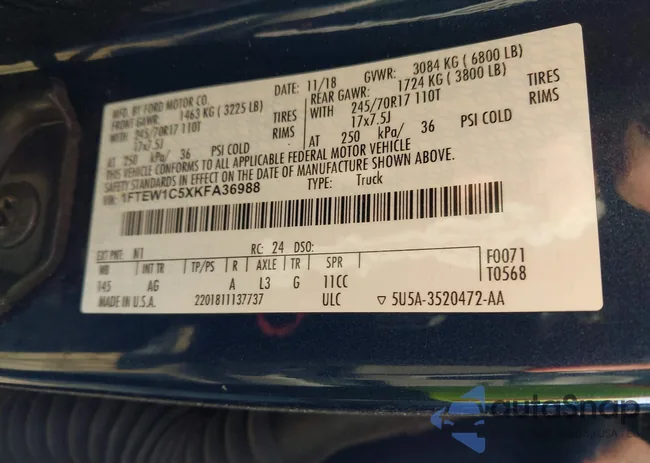 MFG. BY FORD MOTOR CO.
DATE: 11/18 GVWR: 3084 KG ( 6800 LB)
FRONT GAWR: 1463 KG ( 3225 LB) REAR GAWR: 1724 KG ( 3800 LB)
WITH 245/70R17 110T TIRES WITH 245/70R17 110T TIRES
17x7.5J RIMS 17x7.5J RIMS
AT 250 kPa/ 36 PSI COLD AT 250 kPa/ 36 PSI COLD
THIS VEHICLE CONFORMS TO ALL APPLICABLE FEDERAL MOTOR VEHICLE
SAFETY STANDARDS IN EFFECT ON THE DATE OF MANUFACTURE SHOWN ABOVE.
VIN: 1FTEW1C5XKFA36988 TYPE: Truck
EXT PNT: N1 RC: 24 DSO: F0071
WB INT TR TP/PS R AXLE TR SPR T0568
145 AG A L3 G 11CC
MADE IN U.S.A. 2201811137737 ULC ▽ 5U5A-3520472-AA
autoSnap